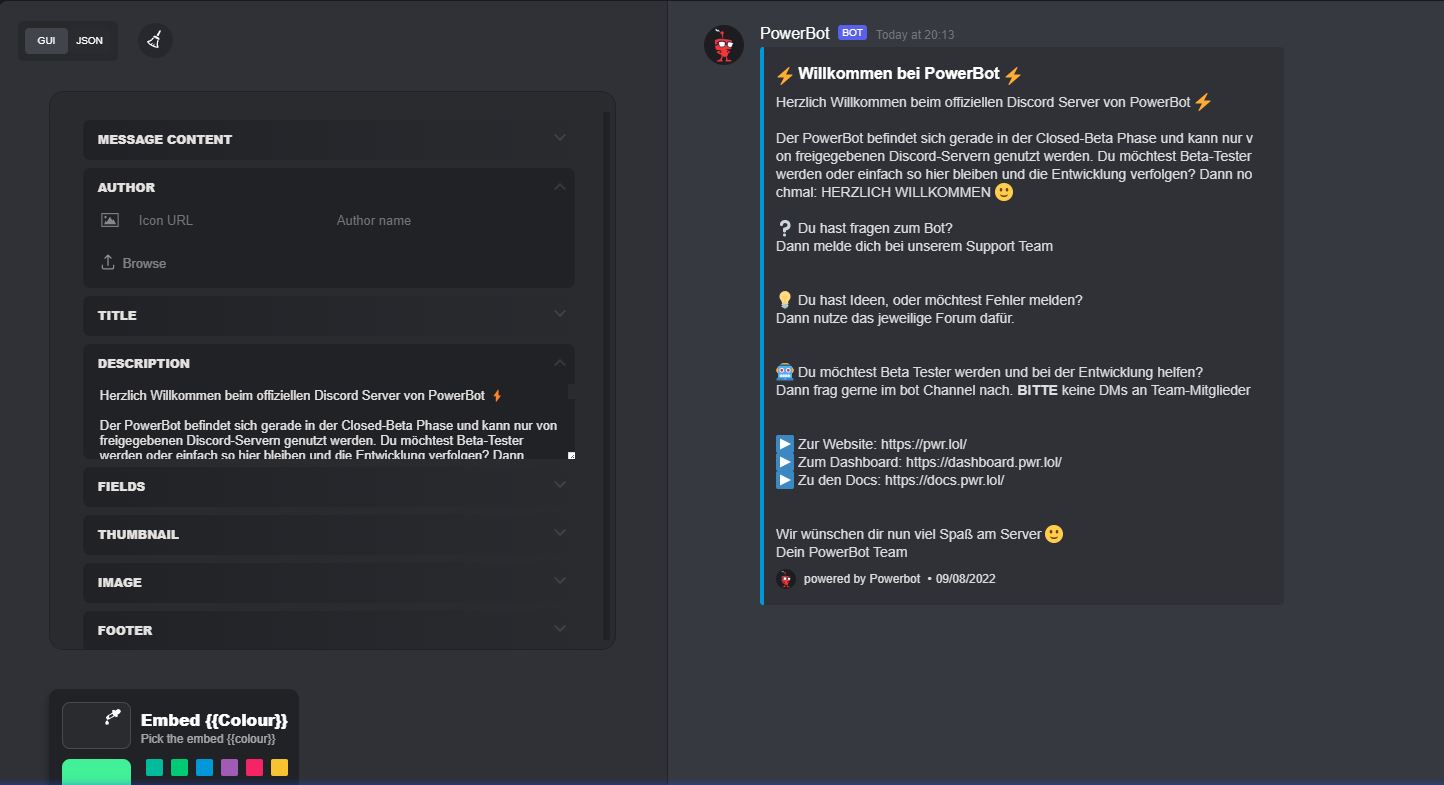 GUI JSON
MESSAGE CONTENT
AUTHOR
Icon URL Author name
Browse
TITLE
DESCRIPTION
Herzlich Willkommen beim offiziellen Discord Server von PowerBot ⚡
Der PowerBot befindet sich gerade in der Closed-Beta Phase und kann nur von
freigegebenen Discord-Servern genutzt werden. Du möchtest Beta-Tester
werden oder einfach so hier bleiben und die Entwicklung verfolgen? Dann
FIELDS
THUMBNAIL
IMAGE
FOOTER
Embed {{Colour}}
Pick the embed {{colour}}
PowerBot BOT Today at 20:13
⚡ Willkommen bei PowerBot ⚡
Herzlich Willkommen beim offiziellen Discord Server von PowerBot ⚡
Der PowerBot befindet sich gerade in der Closed-Beta Phase und kann nur v
on freigegebenen Discord-Servern genutzt werden. Du möchtest Beta-Tester
werden oder einfach so hier bleiben und die Entwicklung verfolgen? Dann no
chmal: HERZLICH WILLKOMMEN 🙂
❔ Du hast fragen zum Bot?
Dann melde dich bei unserem Support Team
💡 Du hast Ideen, oder möchtest Fehler melden?
Dann nutze das jeweilige Forum dafür.
🤖 Du möchtest Beta Tester werden und bei der Entwicklung helfen?
Dann frag gerne im bot Channel nach. BITTE keine DMs an Team-Mitglieder
▶️ Zur Website: https://pwr.lol/
▶️ Zum Dashboard: https://dashboard.pwr.lol/
▶️ Zu den Docs: https://docs.pwr.lol/
Wir wünschen dir nun viel Spaß am Server 🙂
Dein PowerBot Team
powered by Powerbot • 09/08/2022